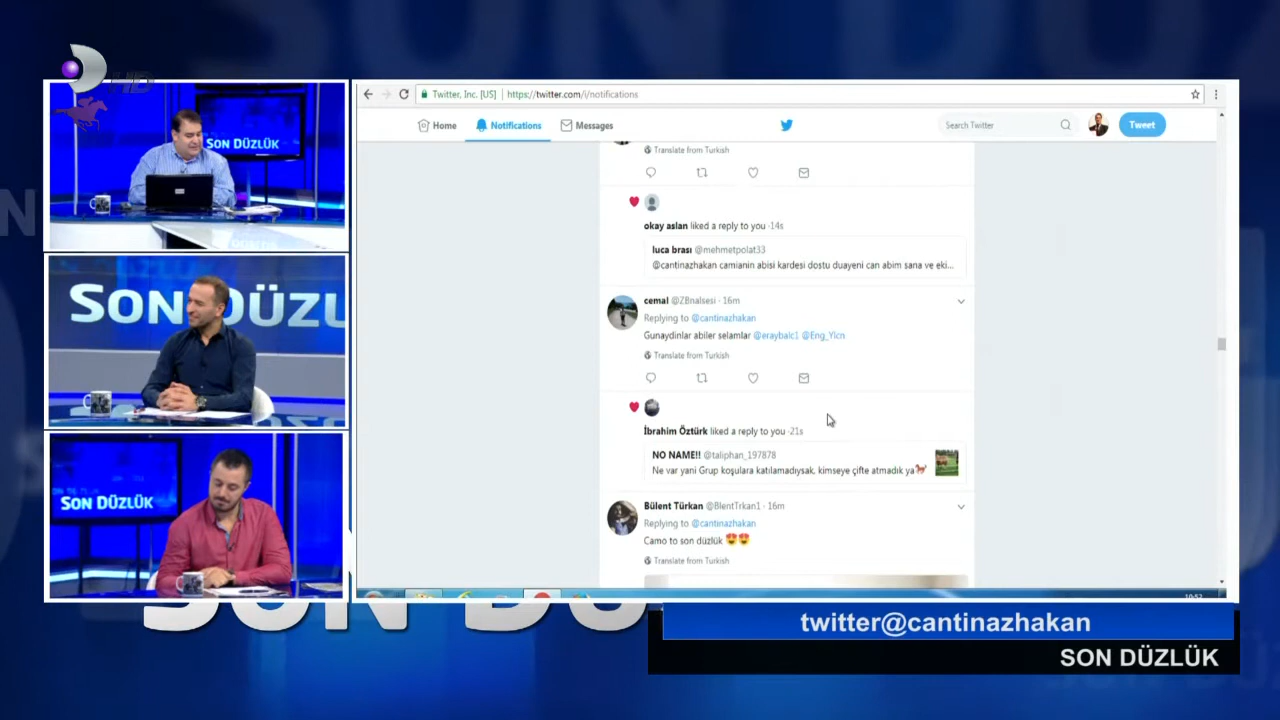 HD
SON DÜZLÜK
SON DÜZLÜ
SON DÜZLÜK
Twitter, Inc. [US] | https://twitter.com/i/notifications
Home
Notifications
Messages
Search Twitter
Tweet
Translate from Turkish
okay aslan liked a reply to you · 14s
luca brası @mehmetpolat33
@cantinazhakan camianin abisi kardesi dostu duayeni can abim sana ve eki...
cemal @ZBnalsesi · 16m
Replying to @cantinazhakan
Gunaydinlar abiler selamlar @eraybalc1 @Eng_Ylcn
Translate from Turkish
İbrahim Öztürk liked a reply to you · 21s
NO NAME!! @taliphan_197878
Ne var yani Grup koşulara katılamadıysak, kimseye çifte atmadık ya🐎
Bülent Türkan @BlentTrkan1 · 16m
Replying to @cantinazhakan
Camo to son düzlük 😍😍
Translate from Turkish
10:52
twitter@cantinazhakan
SON DÜZLÜK